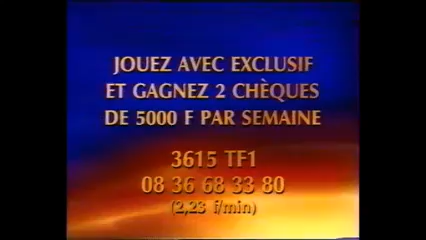 JOUEZ AVEC EXCLUSIF
ET GAGNEZ 2 CHÈQUES
DE 5000 F PAR SEMAINE
3615 TF1
08 36 68 33 80
(2,23 f/min)